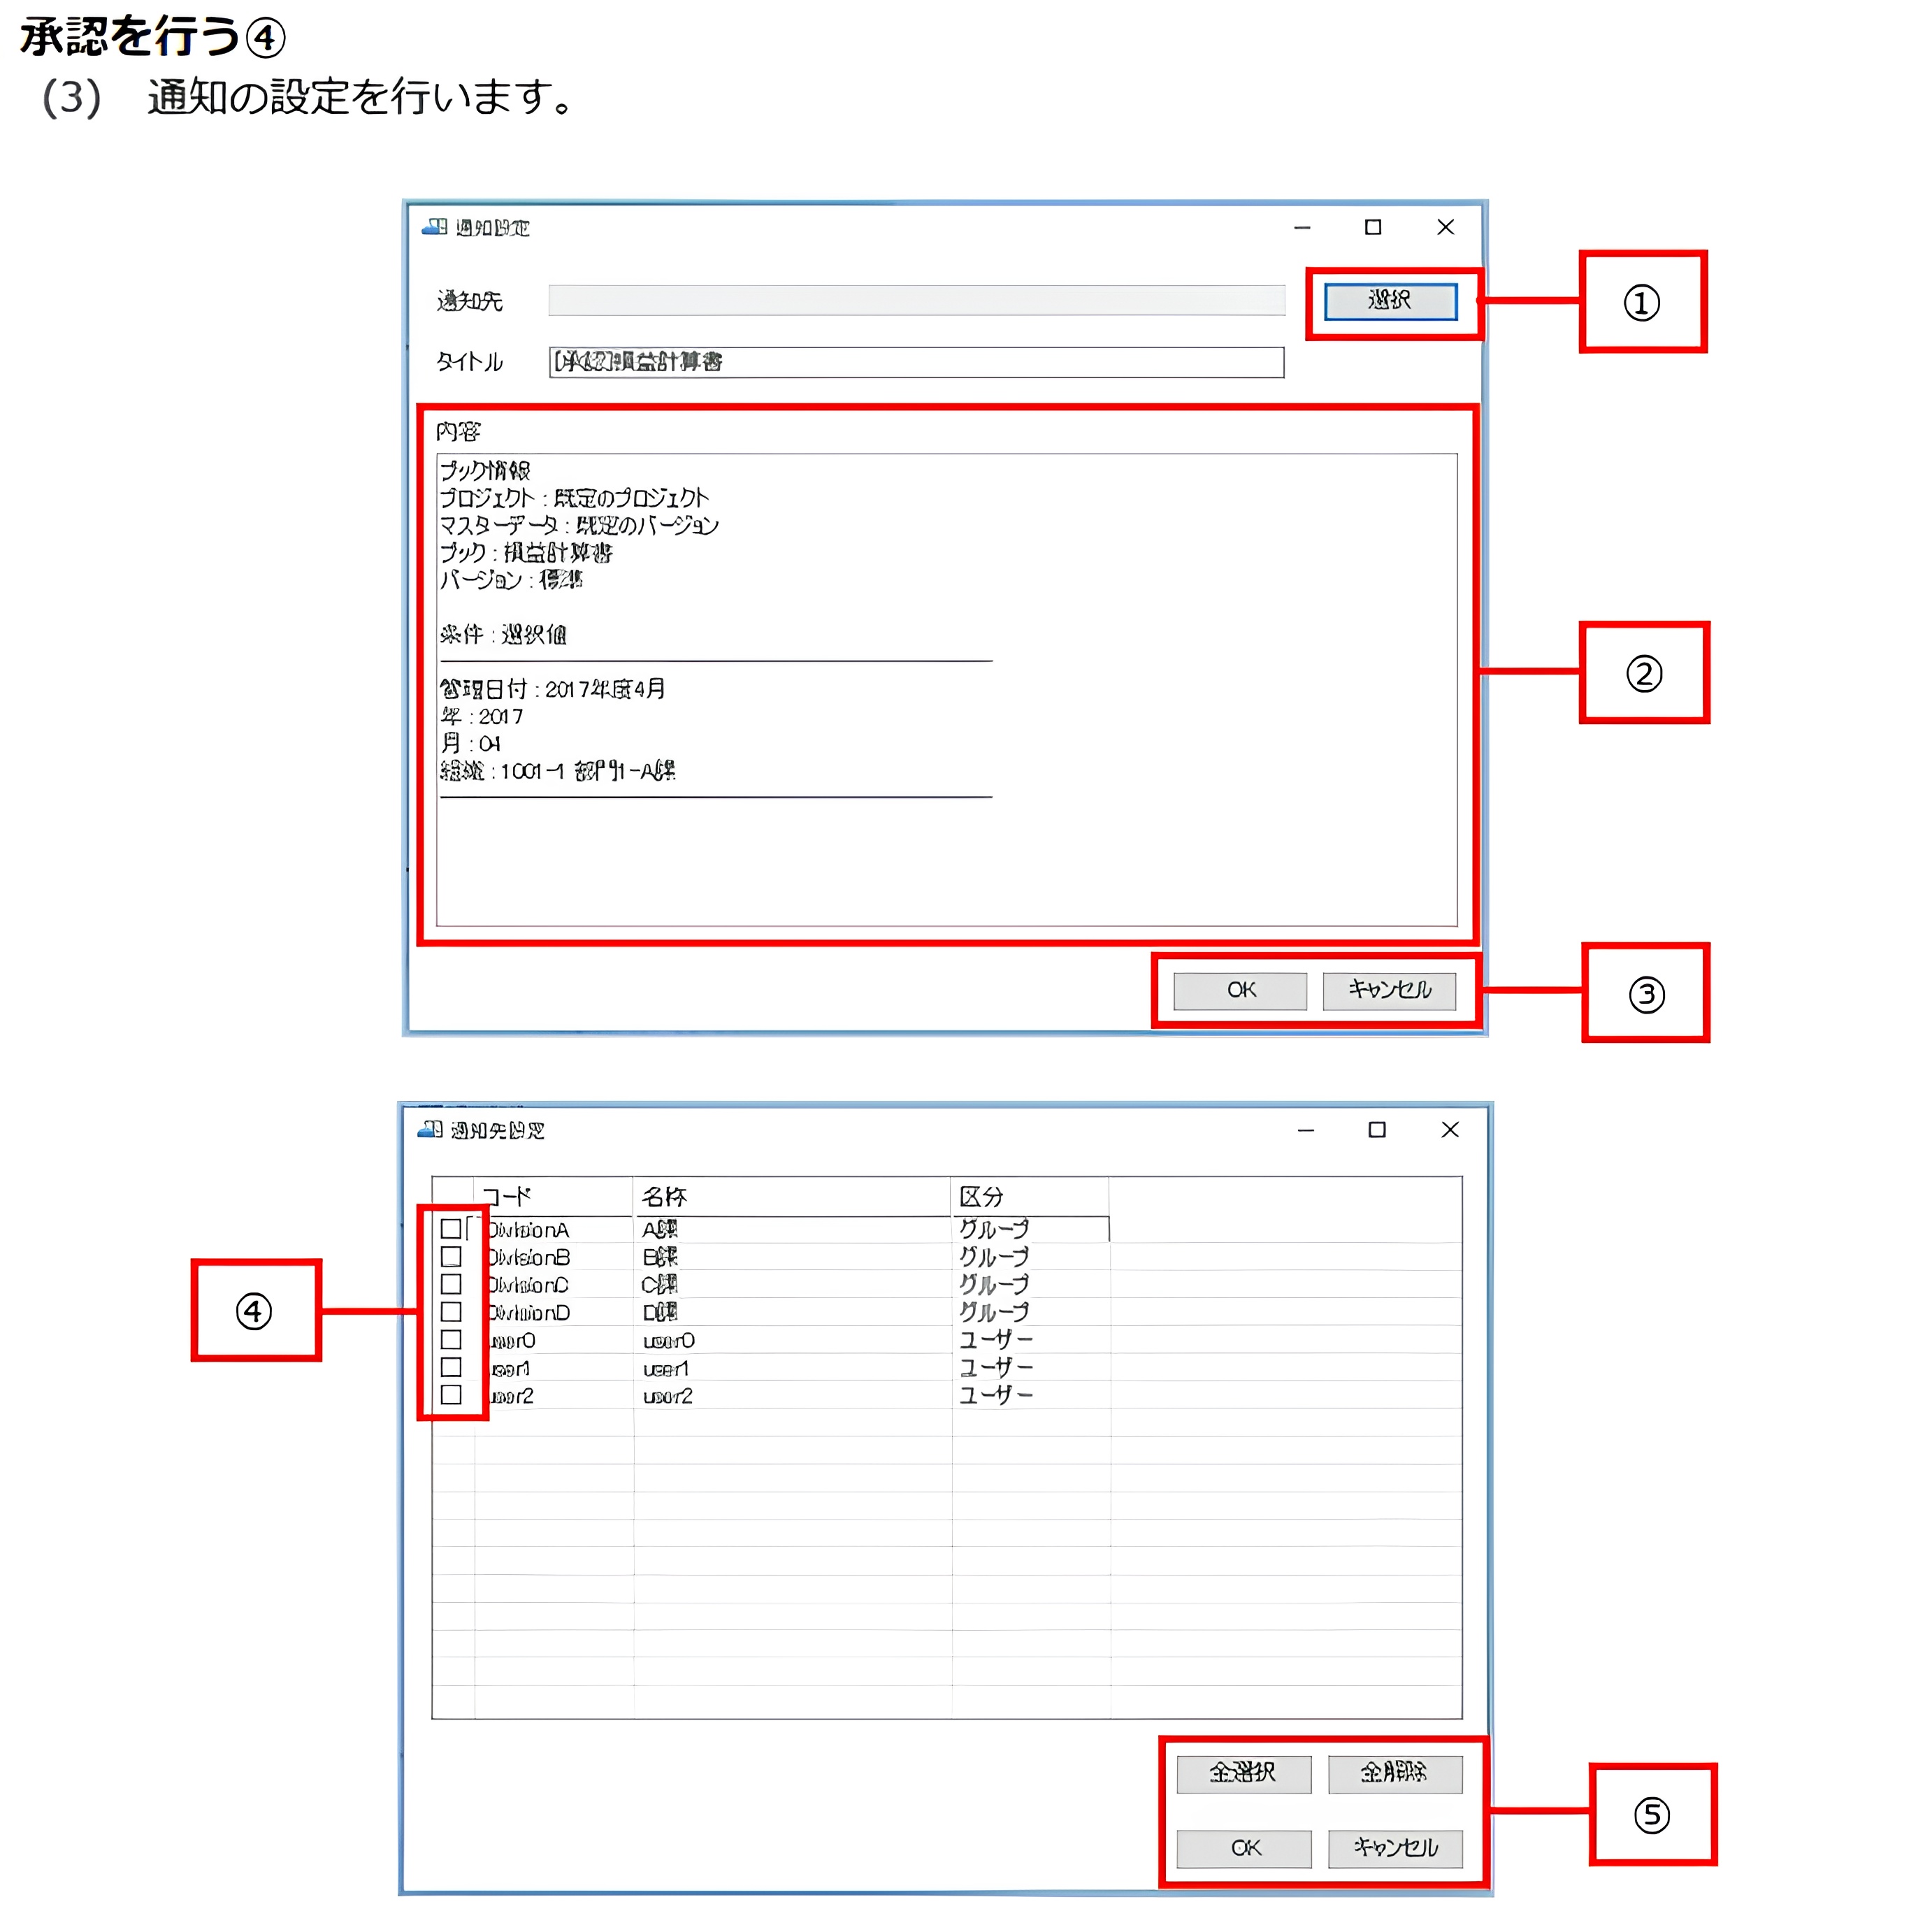 承認を行う④
(3) 通知の設定を行います。
通知設定
通知先
選択
①
タイトル
[承認]損益計算書
内容
ブック情報
プロジェクト : 既定のプロジェクト
マスターデータ : 既定のバージョン
ブック : 損益計算書
バージョン : 標準
条件 : 選択値
②
管理日付 : 2017年度4月
年 : 2017
月 : 04
組織 : 1001-1 部門1-A課
OK キャンセル
③
通知先設定
コード 名称 区分
DivisionA A課 グループ
DivisionB B課 グループ
DivisionC C課 グループ
DivisionD D課 グループ
④
user0 user0 ユーザー
user1 user1 ユーザー
user2 user2 ユーザー
全選択 全解除
⑤
OK キャンセル